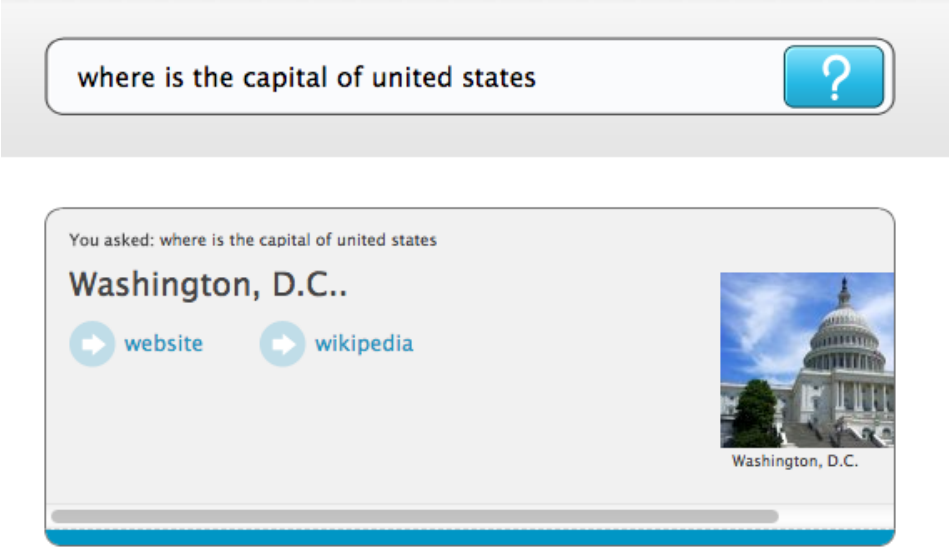 where is the capital of united states ?
You asked: where is the capital of united states
Washington, D.C..
website wikipedia
Washington, D.C.